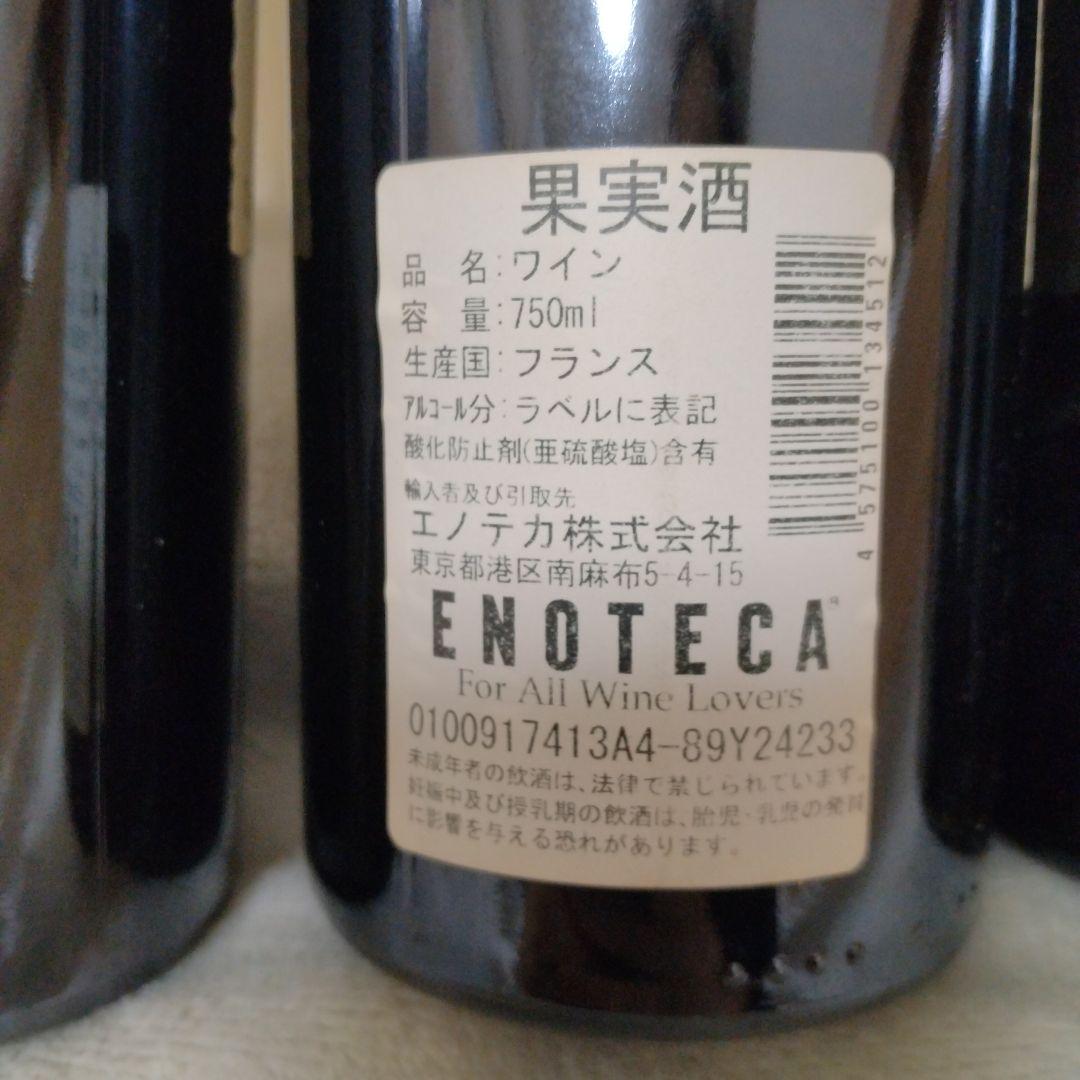 果実酒
品 名:ワイン
容 量:750ml
生産国:フランス
アルコール分:ラベルに表記
酸化防止剤(亜硫酸塩)含有
輸入者及び引取先
エノテカ株式会社
東京都港区南麻布5-4-15
ENOTECA
For All Wine Lovers
0100917413A4-89Y24233
未成年者の飲酒は、法律で禁じられています。
妊娠中及び授乳期の飲酒は、胎児・乳児の発育
に影響を与える恐れがあります。
4 575100 134512